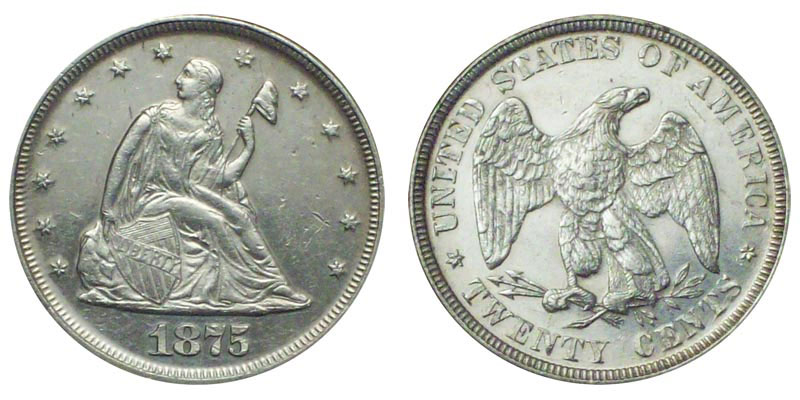 LIBERTY
1875
UNITED STATES OF AMERICA
TWENTY CENTS